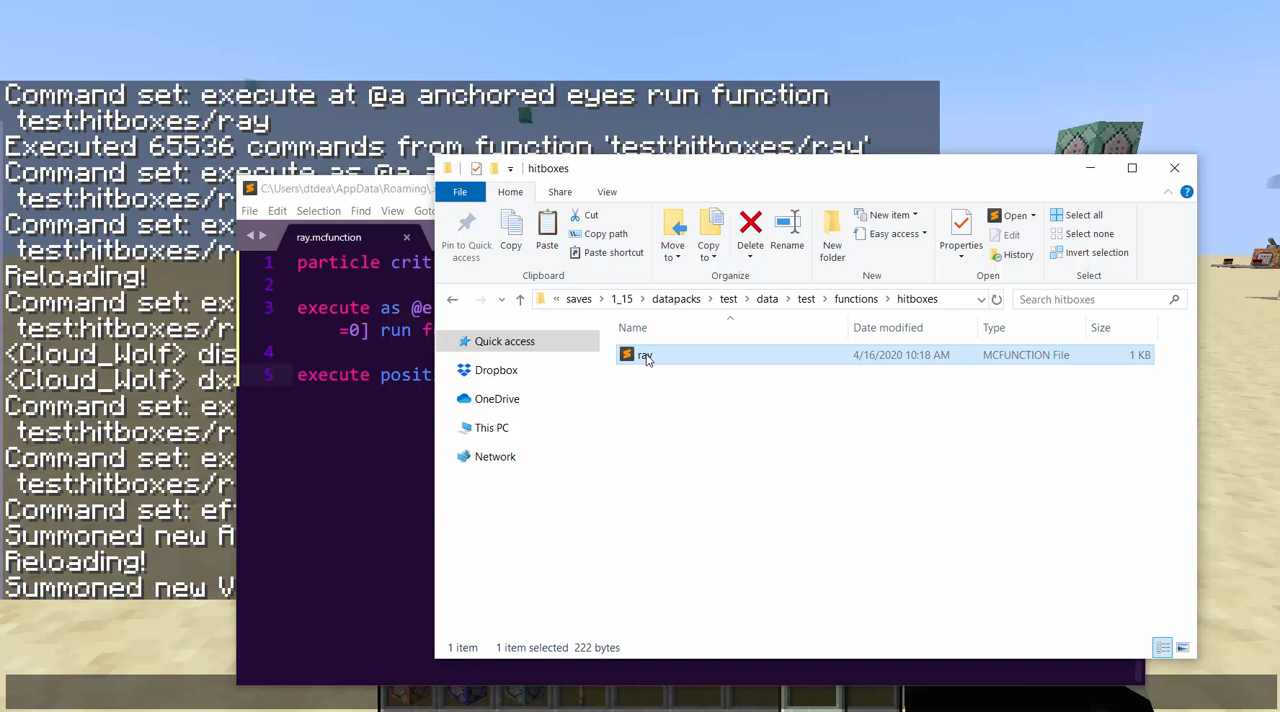 Command set: execute at @a anchored eyes run function
test:hitboxes/ray
Executed 65536 commands from function 'test:hitboxes/ray'
Command set: execute as @a
test:hitboxes/r
Command set: ex
test:hitboxes/r
Reloading!
Command set: ex
test:hitboxes/r
<Cloud_Wolf> dis
<Cloud_Wolf> dx:
Command set: ex
test:hitboxes/r
Command set: ex
test:hitboxes/r
Command set: ef
Summoned new A
Reloading!
Summoned new V
C:\Users\dtdea\AppData\Roaming\.
File Edit Selection Find View Goto
ray.mcfunction
1 particle crit
2
3 execute as @e
=0] run f
4
5 execute positi
hitboxes
File Home Share View
Pin to Quick access
Copy
Paste
Cut
Copy path
Paste shortcut
Clipboard
Move to
Copy to
Delete
Rename
Organize
New folder
New item
Easy access
New
Properties
Open
Edit
History
Open
Select all
Select none
Invert selection
Select
« saves 1_15 datapacks test data test functions hitboxes
Search hitboxes
Quick access
Dropbox
OneDrive
This PC
Network
Name Date modified Type Size
ray 4/16/2020 10:18 AM MCFUNCTION File 1 KB
1 item 1 item selected 222 bytes